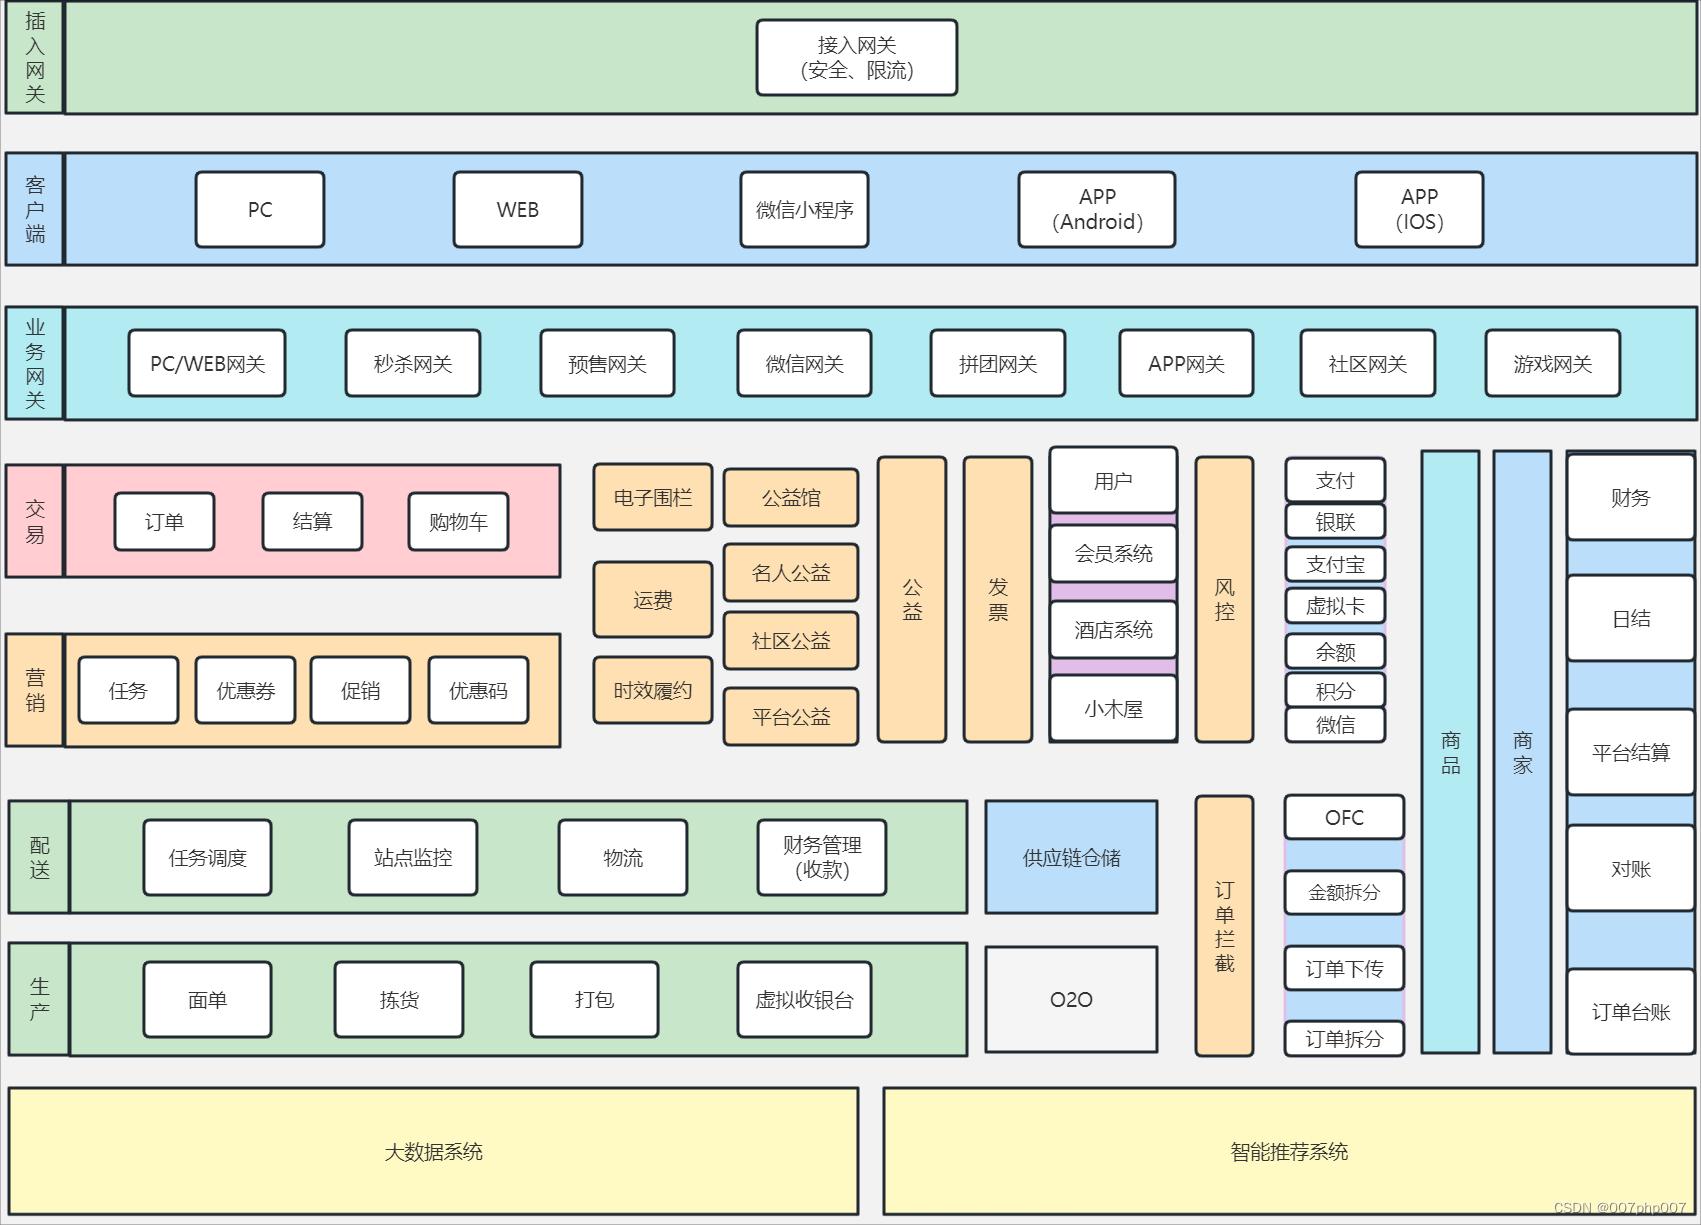 插入网关
接入网关
（安全、限流）
客户端
PC
WEB
微信小程序
APP
（Android）
APP
（IOS）
业务网关
PC/WEB网关
秒杀网关
预售网关
微信网关
拼团网关
APP网关
社区网关
游戏网关
交易
订单
结算
购物车
营销
任务
优惠券
促销
优惠码
电子围栏
运费
时效履约
公益馆
名人公益
社区公益
平台公益
公益
发票
用户
会员系统
酒店系统
小木屋
风控
支付
银联
支付宝
虚拟卡
余额
积分
微信
商品
商家
财务
日结
平台结算
对账
订单台账
配送
任务调度
站点监控
物流
财务管理
（收款）
供应链仓储
订单拦截
OFC
金额拆分
订单下传
订单拆分
生产
面单
拣货
打包
虚拟收银台
O2O
大数据系统
智能推荐系统
CSDN @007php007